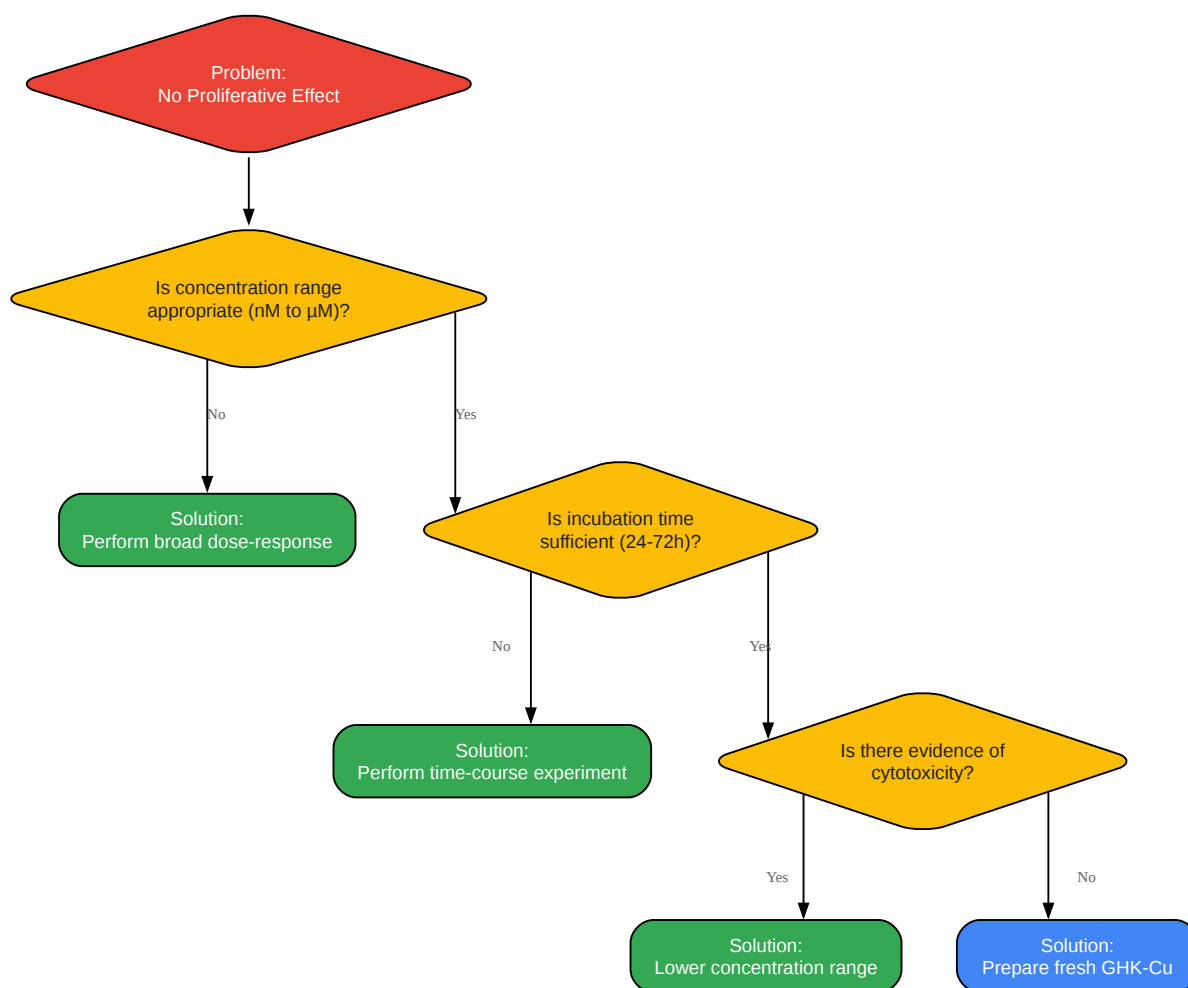 Problem:
No Proliferative Effect
Is concentration range
appropriate (nM to µM)?
No
Yes
Solution:
Perform broad dose-response
Is incubation time
sufficient (24-72h)?
No
Yes
Solution:
Perform time-course experiment
Is there evidence of
cytotoxicity?
Yes
No
Solution:
Lower concentration range
Solution:
Prepare fresh GHK-Cu